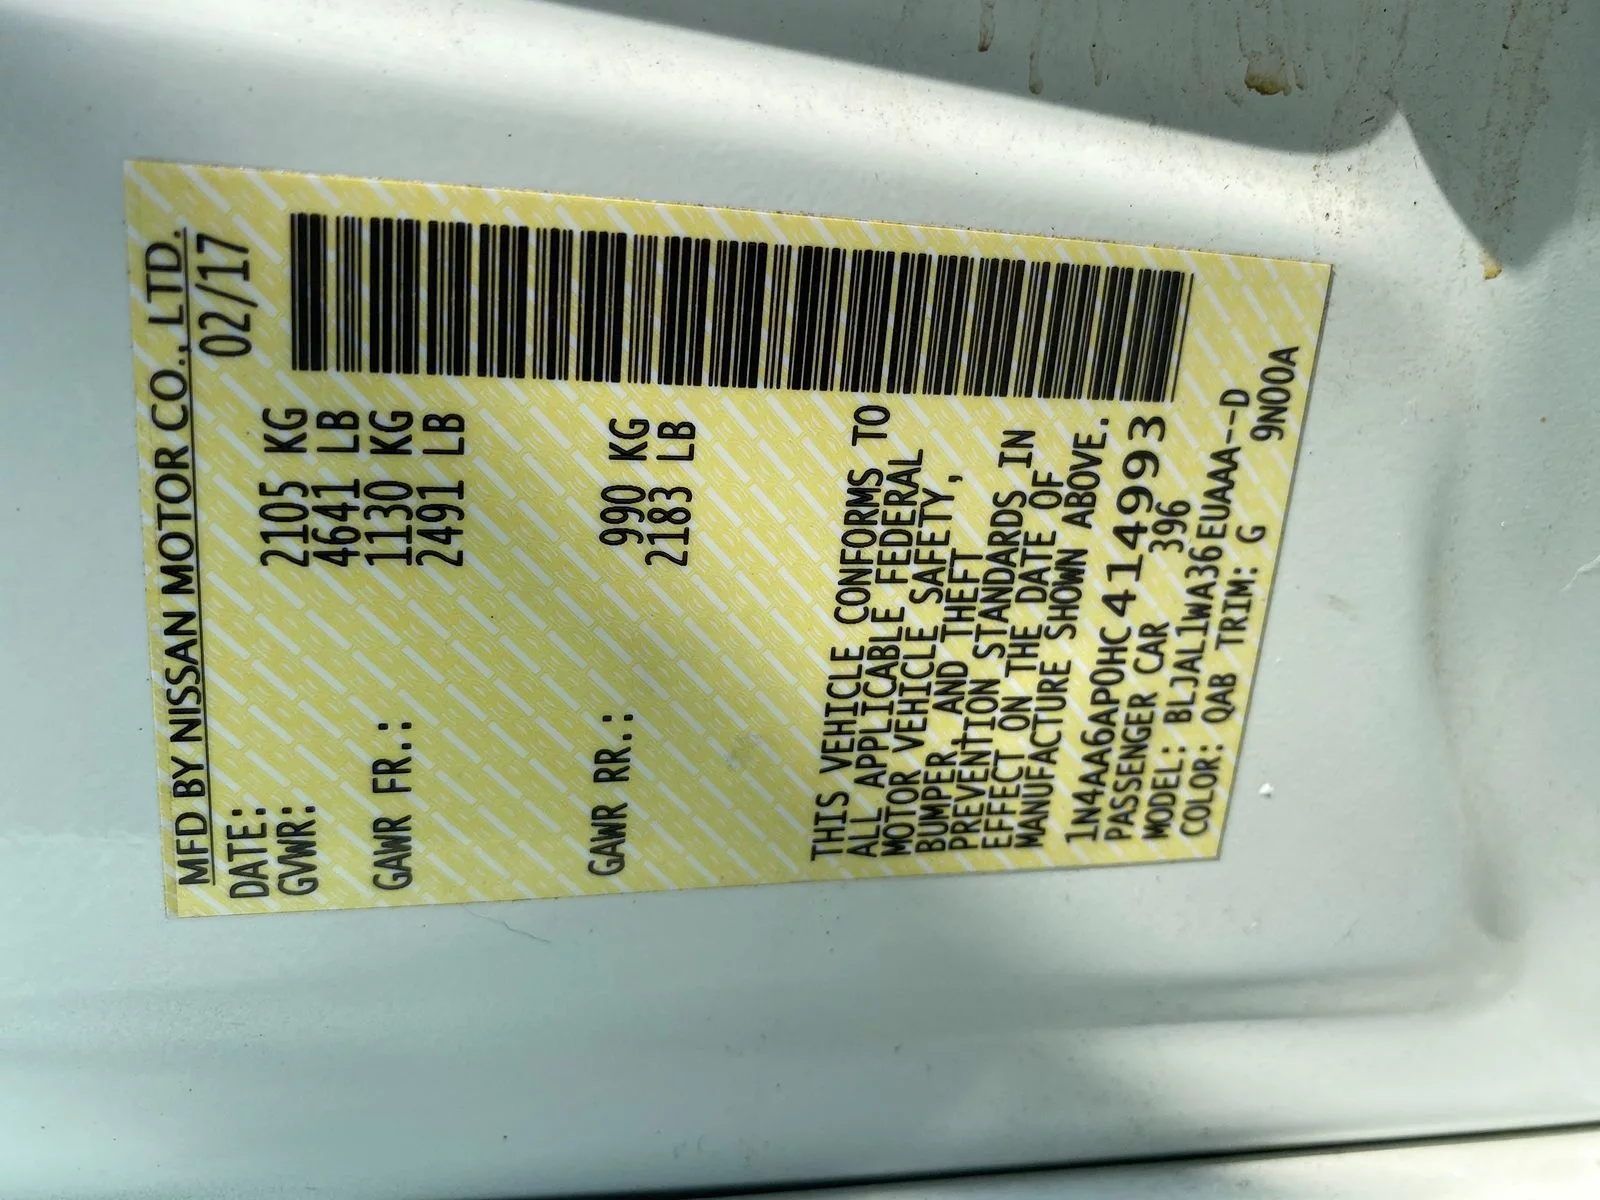 MFD BY NISSAN MOTOR CO., LTD.
DATE: 02/17
GVWR: 2105 KG
4641 LB
GAWR FR.: 1130 KG
2491 LB
GAWR RR.: 990 KG
2183 LB
THIS VEHICLE CONFORMS TO
ALL APPLICABLE FEDERAL
MOTOR VEHICLE SAFETY,
BUMPER, AND THEFT
PREVENTION STANDARDS IN
EFFECT ON THE DATE OF
MANUFACTURE SHOWN ABOVE.
1N4AA6AP0HC414993
PASSENGER CAR 396
MODEL: BLJAL1WA36EUAAA--D
COLOR: QAB TRIM: G 9N00A